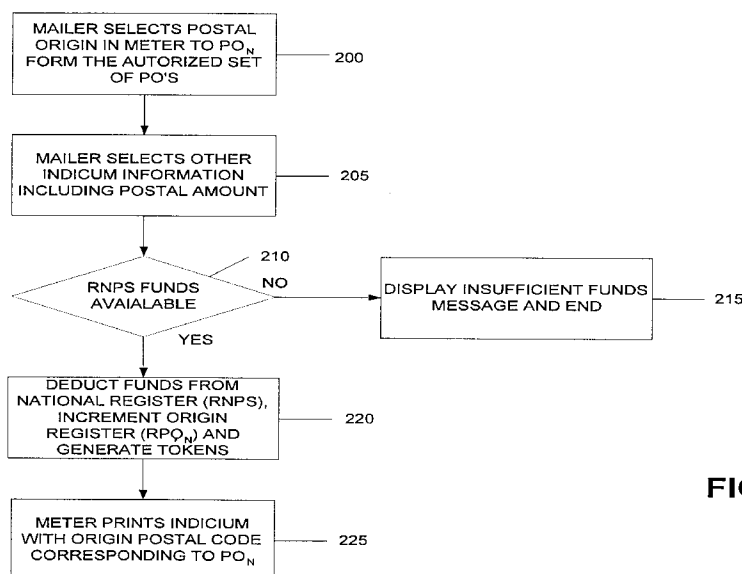 MAILER SELECTS POSTAL
ORIGIN IN METER TO PO_N
FORM THE AUTORIZED SET
OF PO'S
200
MAILER SELECTS OTHER
INDICUM INFORMATION
INCLUDING POSTAL AMOUNT
205
210
RNPS FUNDS
AVAIALABLE
NO
YES
DISPLAY INSUFFICIENT FUNDS
MESSAGE AND END
215
DEDUCT FUNDS FROM
NATIONAL REGISTER (RNPS),
INCREMENT ORIGIN
REGISTER (RPO_N) AND
GENERATE TOKENS
220
METER PRINTS INDICIUM
WITH ORIGIN POSTAL CODE
CORRESPONDING TO PO_N
225